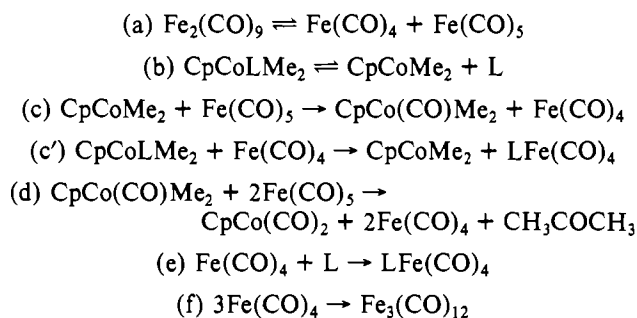 (a) Fe₂(CO)₉ ⇌ Fe(CO)₄ + Fe(CO)₅
(b) CpCoLMe₂ ⇌ CpCoMe₂ + L
(c) CpCoMe₂ + Fe(CO)₅ → CpCo(CO)Me₂ + Fe(CO)₄
(c′) CpCoLMe₂ + Fe(CO)₄ → CpCoMe₂ + LFe(CO)₄
(d) CpCo(CO)Me₂ + 2Fe(CO)₅ →
CpCo(CO)₂ + 2Fe(CO)₄ + CH₃COCH₃
(e) Fe(CO)₄ + L → LFe(CO)₄
(f) 3Fe(CO)₄ → Fe₃(CO)₁₂